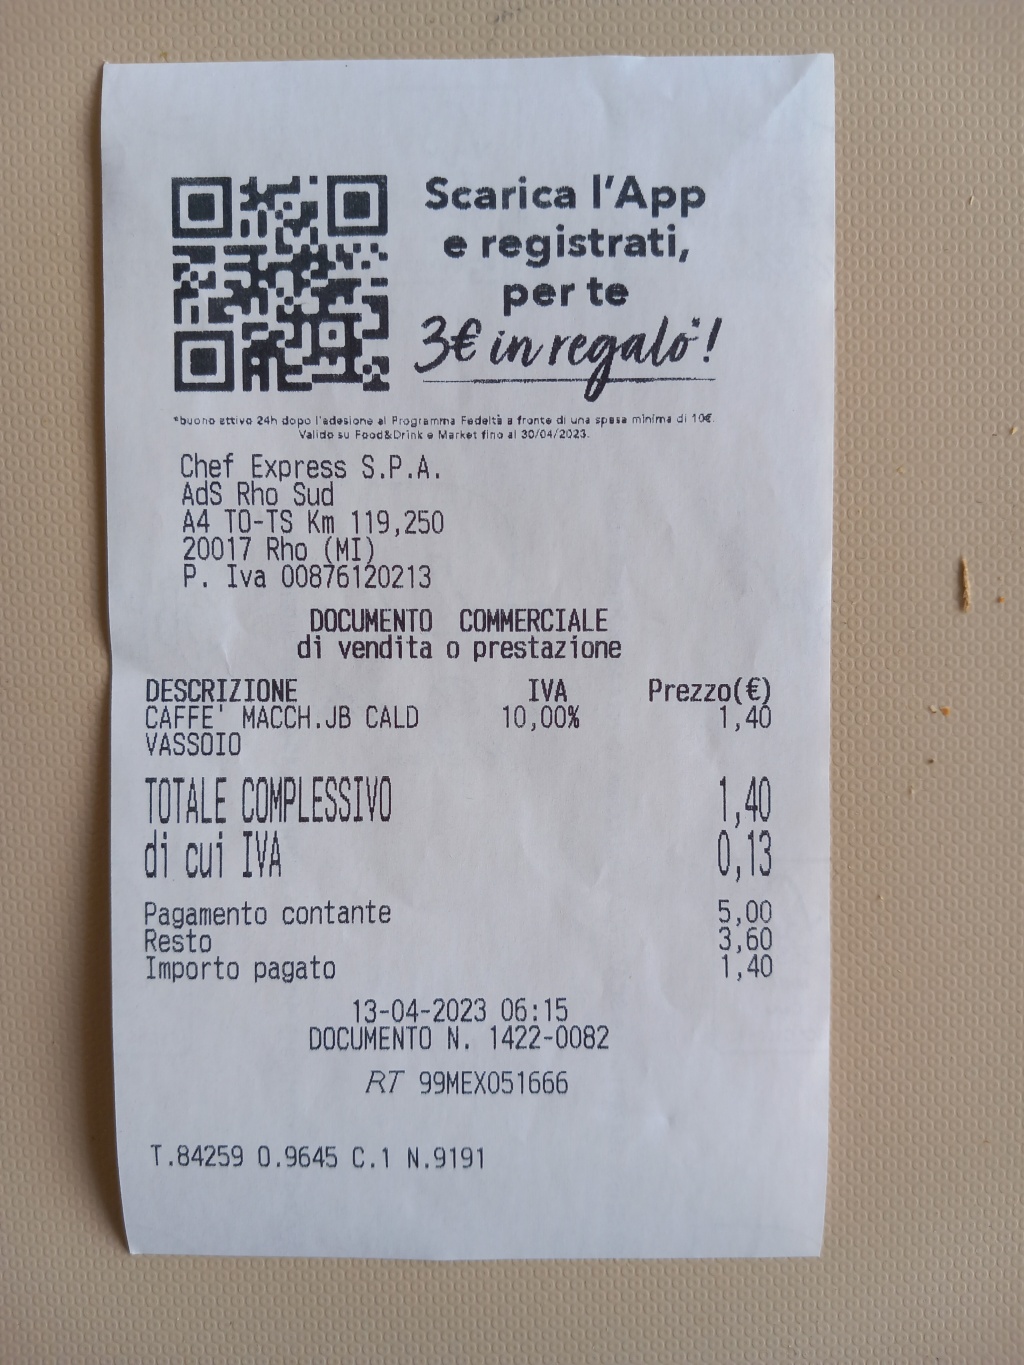 Scarica l'App
e registrati,
per te
3€ in regalo*!
*buono attivo 24h dopo l'adesione al Programma Fedeltà a fronte di una spesa minima di 10€.
Valido su Food&Drink e Market fino al 30/04/2023.
Chef Express S.P.A.
AdS Rho Sud
A4 TO-TS Km 119,250
20017 Rho (MI)
P. Iva 00876120213
DOCUMENTO COMMERCIALE
di vendita o prestazione
DESCRIZIONE IVA Prezzo(€)
CAFFE' MACCH.JB CALD 10,00% 1,40
VASSOIO
TOTALE COMPLESSIVO 1,40
di cui IVA 0,13
Pagamento contante 5,00
Resto 3,60
Importo pagato 1,40
13-04-2023 06:15
DOCUMENTO N. 1422-0082
RT 99MEX051666
T.84259 O.9645 C.1 N.9191